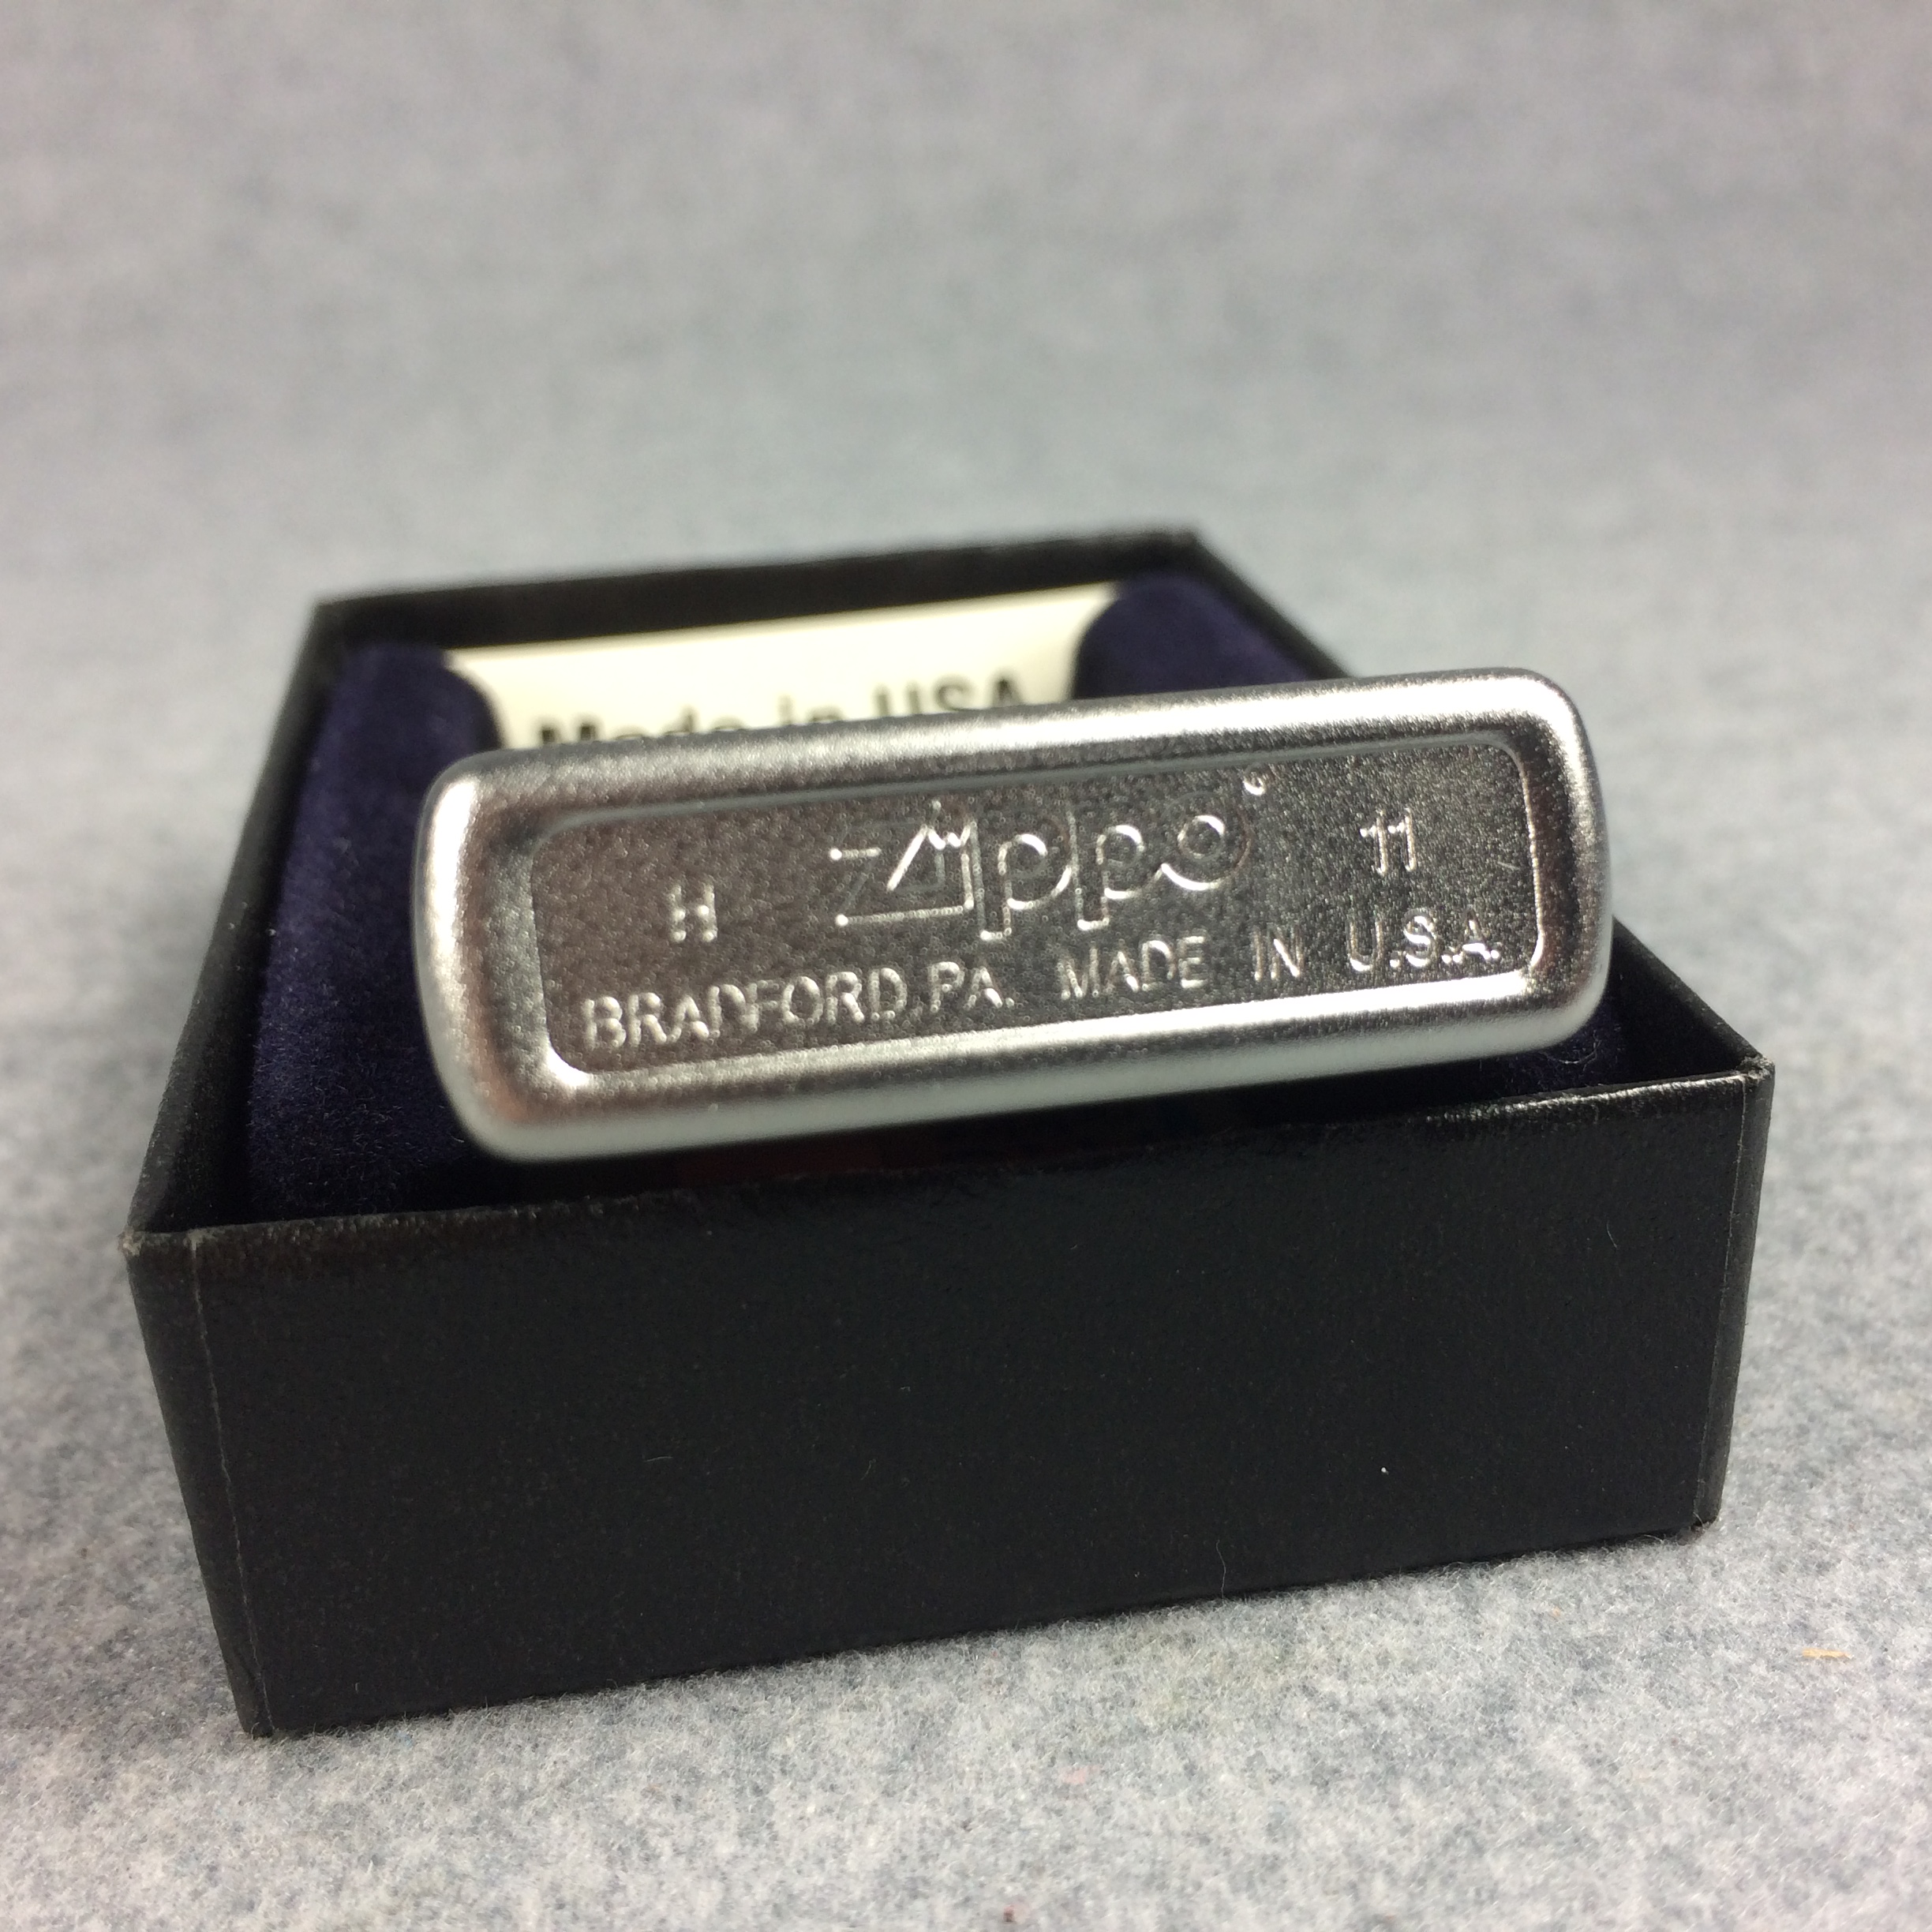 Made in USA
H Zippo® 11
BRADFORD,PA. MADE IN U.S.A.